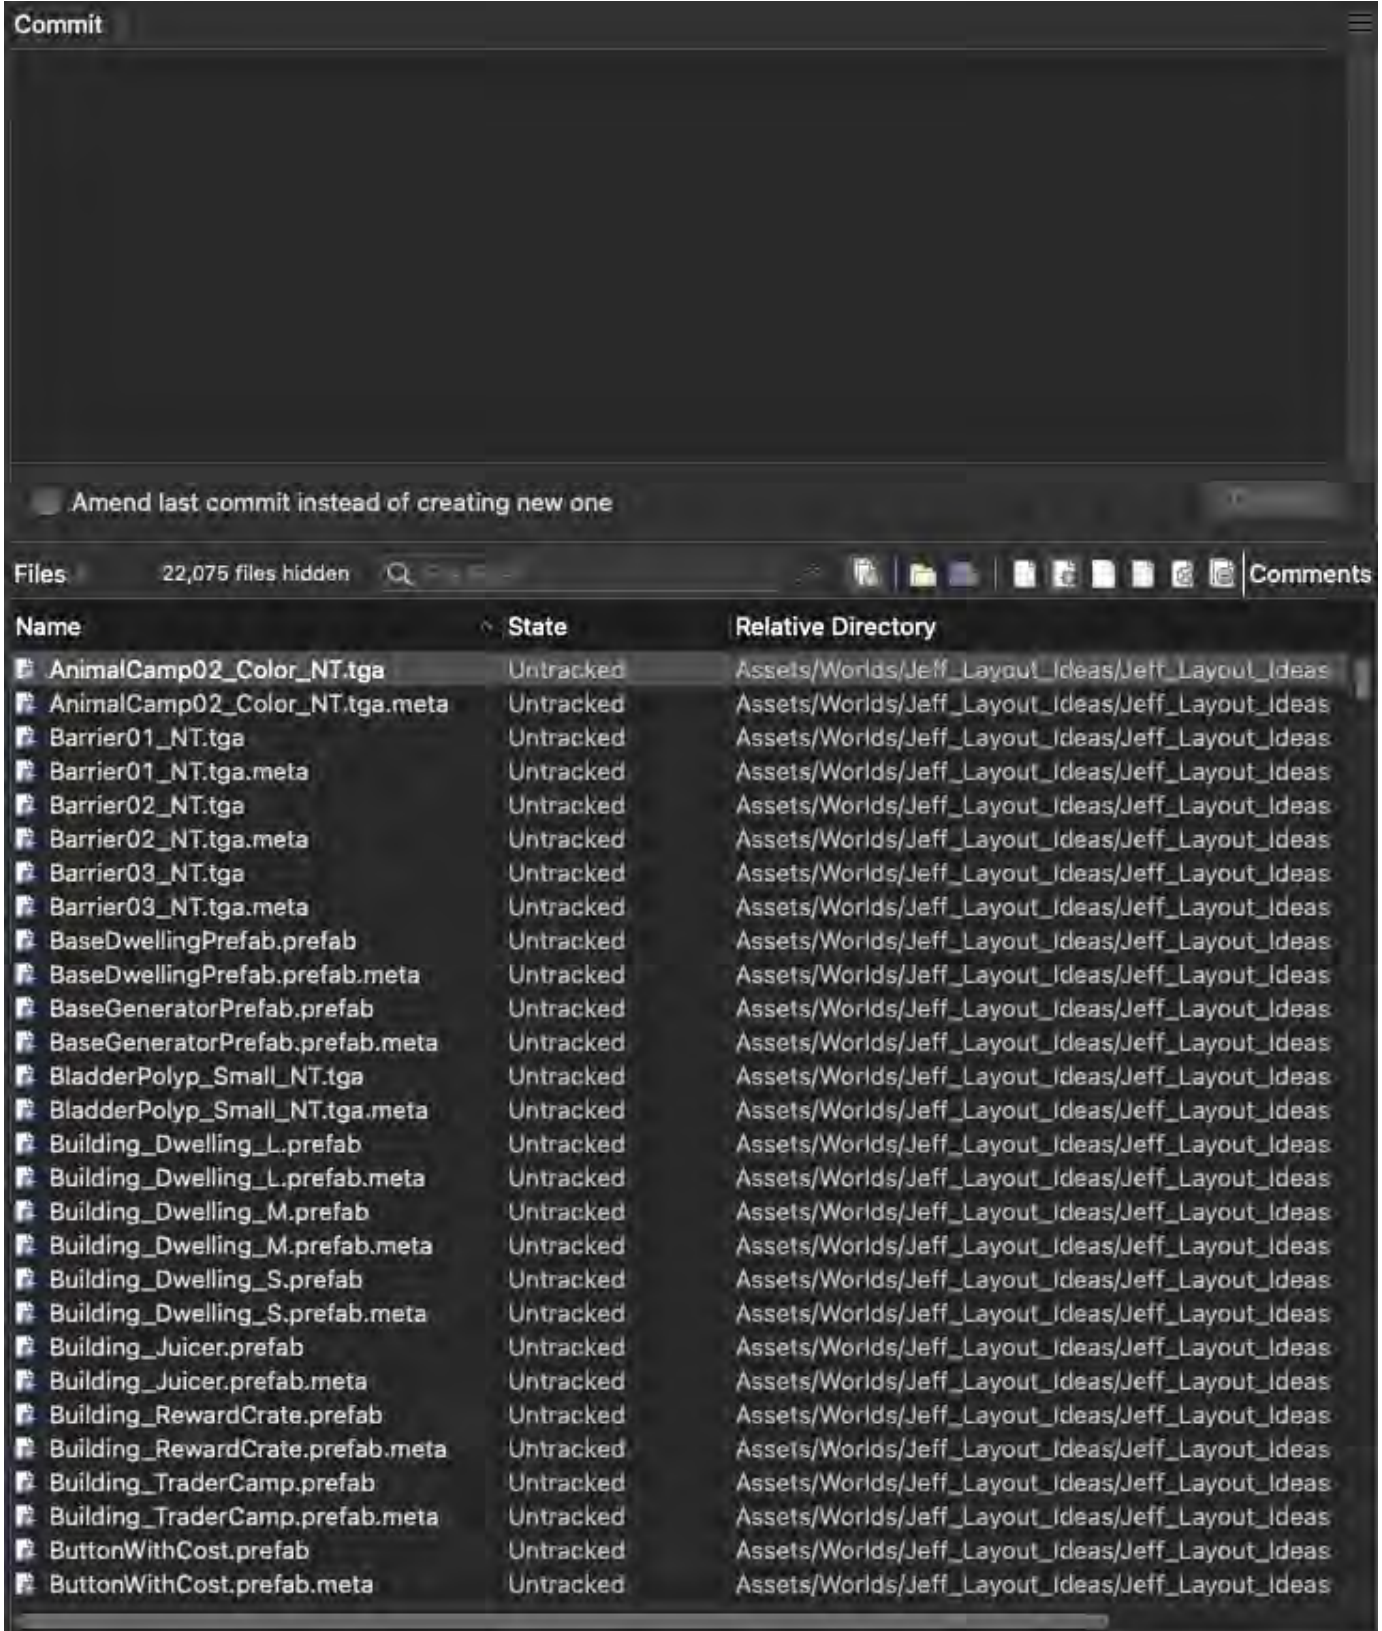 Commit
Amend last commit instead of creating new one
Files 22,075 files hidden Comments
Name State Relative Directory
AnimalCamp02_Color_NT.tga Untracked Assets/Worlds/Jeff_Layout_Ideas/Jeff_Layout_Ideas
AnimalCamp02_Color_NT.tga.meta Untracked Assets/Worlds/Jeff_Layout_Ideas/Jeff_Layout_Ideas
Barrier01_NT.tga Untracked Assets/Worlds/Jeff_Layout_Ideas/Jeff_Layout_Ideas
Barrier01_NT.tga.meta Untracked Assets/Worlds/Jeff_Layout_Ideas/Jeff_Layout_Ideas
Barrier02_NT.tga Untracked Assets/Worlds/Jeff_Layout_Ideas/Jeff_Layout_Ideas
Barrier02_NT.tga.meta Untracked Assets/Worlds/Jeff_Layout_Ideas/Jeff_Layout_Ideas
Barrier03_NT.tga Untracked Assets/Worlds/Jeff_Layout_Ideas/Jeff_Layout_Ideas
Barrier03_NT.tga.meta Untracked Assets/Worlds/Jeff_Layout_Ideas/Jeff_Layout_Ideas
BaseDwellingPrefab.prefab Untracked Assets/Worlds/Jeff_Layout_Ideas/Jeff_Layout_Ideas
BaseDwellingPrefab.prefab.meta Untracked Assets/Worlds/Jeff_Layout_Ideas/Jeff_Layout_Ideas
BaseGeneratorPrefab.prefab Untracked Assets/Worlds/Jeff_Layout_Ideas/Jeff_Layout_Ideas
BaseGeneratorPrefab.prefab.meta Untracked Assets/Worlds/Jeff_Layout_Ideas/Jeff_Layout_Ideas
BladderPolyp_Small_NT.tga Untracked Assets/Worlds/Jeff_Layout_Ideas/Jeff_Layout_Ideas
BladderPolyp_Small_NT.tga.meta Untracked Assets/Worlds/Jeff_Layout_Ideas/Jeff_Layout_Ideas
Building_Dwelling_L.prefab Untracked Assets/Worlds/Jeff_Layout_Ideas/Jeff_Layout_Ideas
Building_Dwelling_L.prefab.meta Untracked Assets/Worlds/Jeff_Layout_Ideas/Jeff_Layout_Ideas
Building_Dwelling_M.prefab Untracked Assets/Worlds/Jeff_Layout_Ideas/Jeff_Layout_Ideas
Building_Dwelling_M.prefab.meta Untracked Assets/Worlds/Jeff_Layout_Ideas/Jeff_Layout_Ideas
Building_Dwelling_S.prefab Untracked Assets/Worlds/Jeff_Layout_Ideas/Jeff_Layout_Ideas
Building_Dwelling_S.prefab.meta Untracked Assets/Worlds/Jeff_Layout_Ideas/Jeff_Layout_Ideas
Building_Juicer.prefab Untracked Assets/Worlds/Jeff_Layout_Ideas/Jeff_Layout_Ideas
Building_Juicer.prefab.meta Untracked Assets/Worlds/Jeff_Layout_Ideas/Jeff_Layout_Ideas
Building_RewardCrate.prefab Untracked Assets/Worlds/Jeff_Layout_Ideas/Jeff_Layout_Ideas
Building_RewardCrate.prefab.meta Untracked Assets/Worlds/Jeff_Layout_Ideas/Jeff_Layout_Ideas
Building_TraderCamp.prefab Untracked Assets/Worlds/Jeff_Layout_Ideas/Jeff_Layout_Ideas
Building_TraderCamp.prefab.meta Untracked Assets/Worlds/Jeff_Layout_Ideas/Jeff_Layout_Ideas
ButtonWithCost.prefab Untracked Assets/Worlds/Jeff_Layout_Ideas/Jeff_Layout_Ideas
ButtonWithCost.prefab.meta Untracked Assets/Worlds/Jeff_Layout_Ideas/Jeff_Layout_Ideas